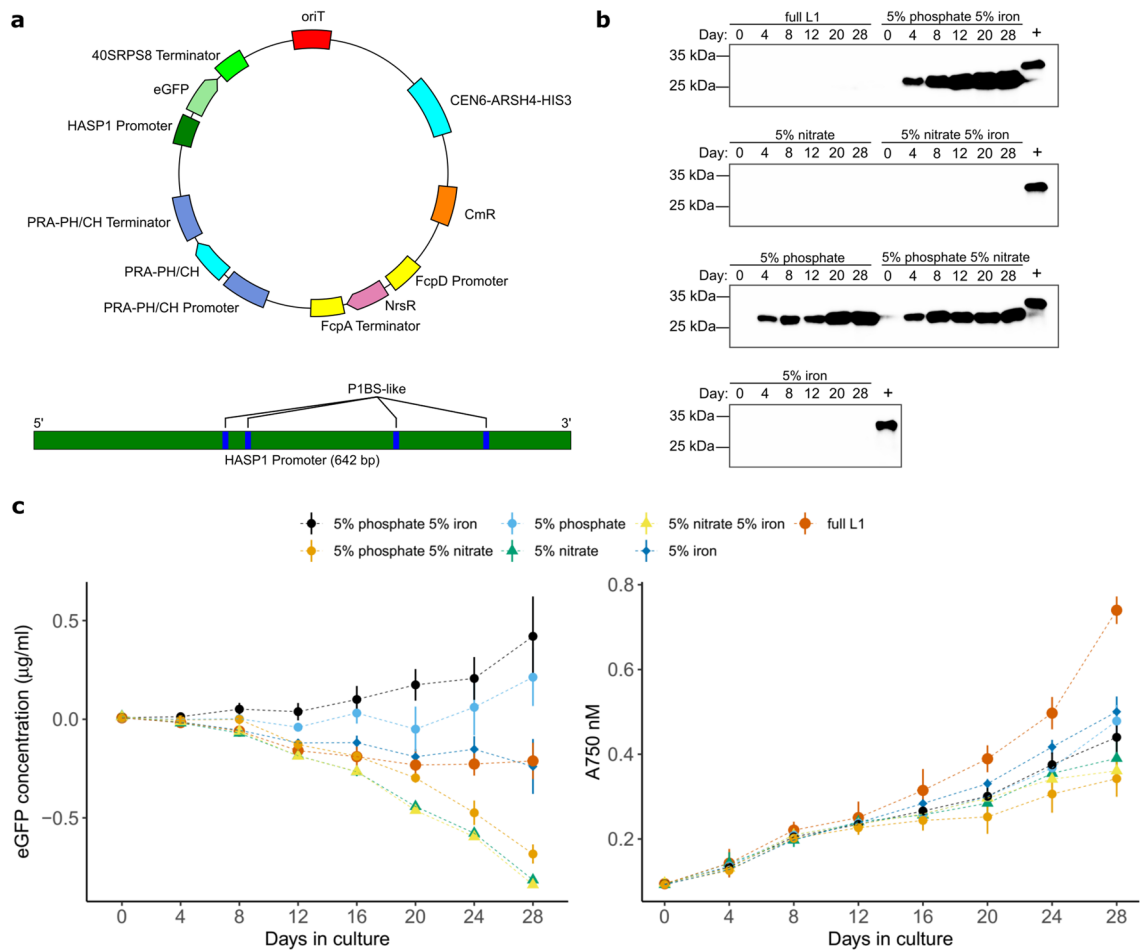 a
oriT
40SRPS8 Terminator
eGFP
HASP1 Promoter
CEN6-ARSH4-HIS3
PRA-PH/CH Terminator
CmR
PRA-PH/CH
FcpD Promoter
PRA-PH/CH Promoter
NrsR
FcpA Terminator
P1BS-like
5' 3'
HASP1 Promoter (642 bp)
b
full L1 5% phosphate 5% iron
Day: 0 4 8 12 20 28 0 4 8 12 20 28 +
35 kDa
25 kDa
5% nitrate 5% nitrate 5% iron
Day: 0 4 8 12 20 28 0 4 8 12 20 28 +
35 kDa
25 kDa
5% phosphate 5% phosphate 5% nitrate
Day: 0 4 8 12 20 28 0 4 8 12 20 28 +
35 kDa
25 kDa
5% iron
Day: 0 4 8 12 20 28 +
35 kDa
25 kDa
c
5% phosphate 5% iron 5% phosphate 5% nitrate 5% iron full L1
5% phosphate 5% nitrate 5% nitrate 5% iron
eGFP concentration (μg/ml)
0.5
0.0
−0.5
0 4 8 12 16 20 24 28
Days in culture
A750 nM
0.8
0.6
0.4
0.2
0 4 8 12 16 20 24 28
Days in culture